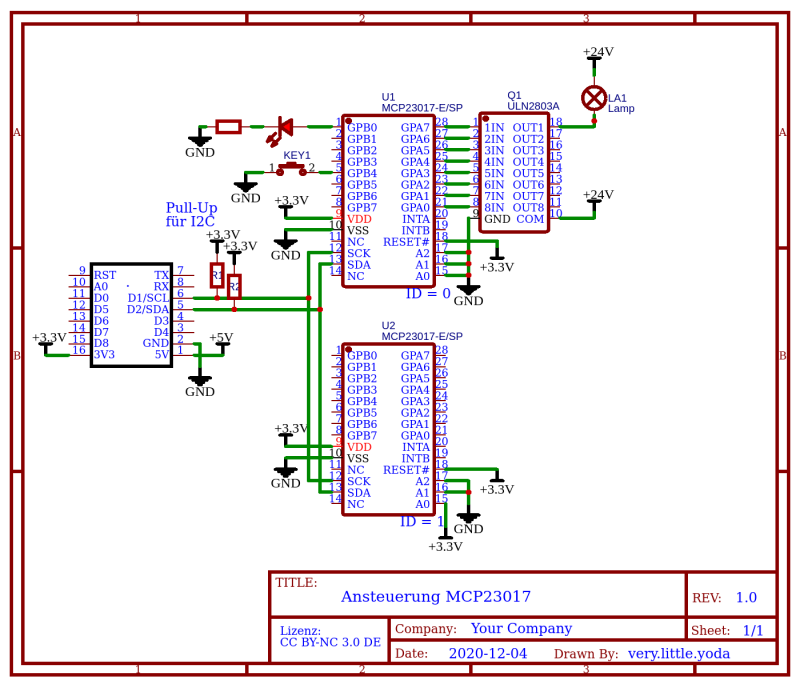 1 2 3
+24V
A A
U1
MCP23017-E/SP
Q1
ULN2803A
LA1
Lamp
1 GPB0 GPA7 28 1 1IN OUT1 18
2 GPB1 GPA6 27 2 2IN OUT2 17
3 GPB2 GPA5 26 3 3IN OUT3 16
4 GPB3 GPA4 25 4 4IN OUT4 15
5 GPB4 GPA3 24 5 5IN OUT5 14
6 GPB5 GPA2 23 6 6IN OUT6 13
7 GPB6 GPA1 22 7 7IN OUT7 12
8 GPB7 GPA0 21 8 8IN OUT8 11
9 VDD INTA 20 9 GND COM 10
10 VSS INTB 19
11 NC RESET# 18
12 SCK A2 17
13 SDA A1 16
14 NC A0 15
ID = 0
GND
KEY1
1 2
GND
+3.3V
GND
+24V
+3.3V
GND
Pull-Up
für I2C
+3.3V
+3.3V
R1
R2
9 RST TX 7
10 A0 RX 8
11 D0 D1/SCL 6
12 D5 D2/SDA 5
13 D6 D3 4
14 D7 D4 3
15 D8 GND 2
16 3V3 5V 1
+3.3V
+5V
GND
B B
U2
MCP23017-E/SP
1 GPB0 GPA7 28
2 GPB1 GPA6 27
3 GPB2 GPA5 26
4 GPB3 GPA4 25
5 GPB4 GPA3 24
6 GPB5 GPA2 23
7 GPB6 GPA1 22
8 GPB7 GPA0 21
9 VDD INTA 20
10 VSS INTB 19
11 NC RESET# 18
12 SCK A2 17
13 SDA A1 16
14 NC A0 15
ID = 1
+3.3V
GND
+3.3V
GND
+3.3V
TITLE:
Ansteuerung MCP23017
REV: 1.0
Lizenz:
CC BY-NC 3.0 DE
Company: Your Company
Sheet: 1/1
Date: 2020-12-04 Drawn By: very.little.yoda
1 2 3